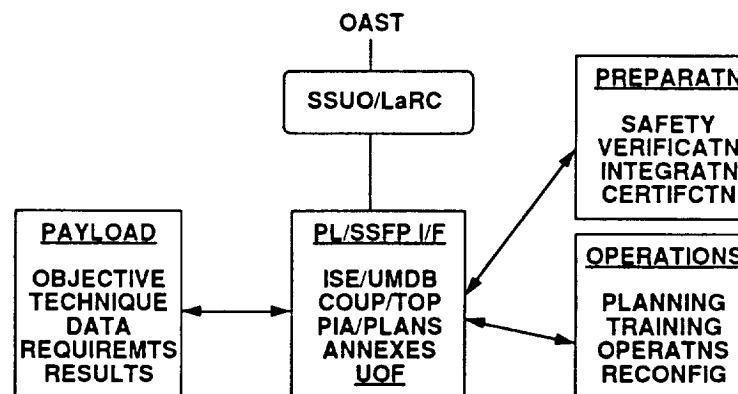 OAST
SSUO/LaRC
PREPARATN
SAFETY
VERIFICATN
INTEGRATN
CERTIFCTN
PAYLOAD
OBJECTIVE
TECHNIQUE
DATA
REQUIREMTS
RESULTS
PL/SSFP I/F
ISE/UMDB
COUP/TOP
PIA/PLANS
ANNEXES
UOF
OPERATIONS
PLANNING
TRAINING
OPERATNS
RECONFIG